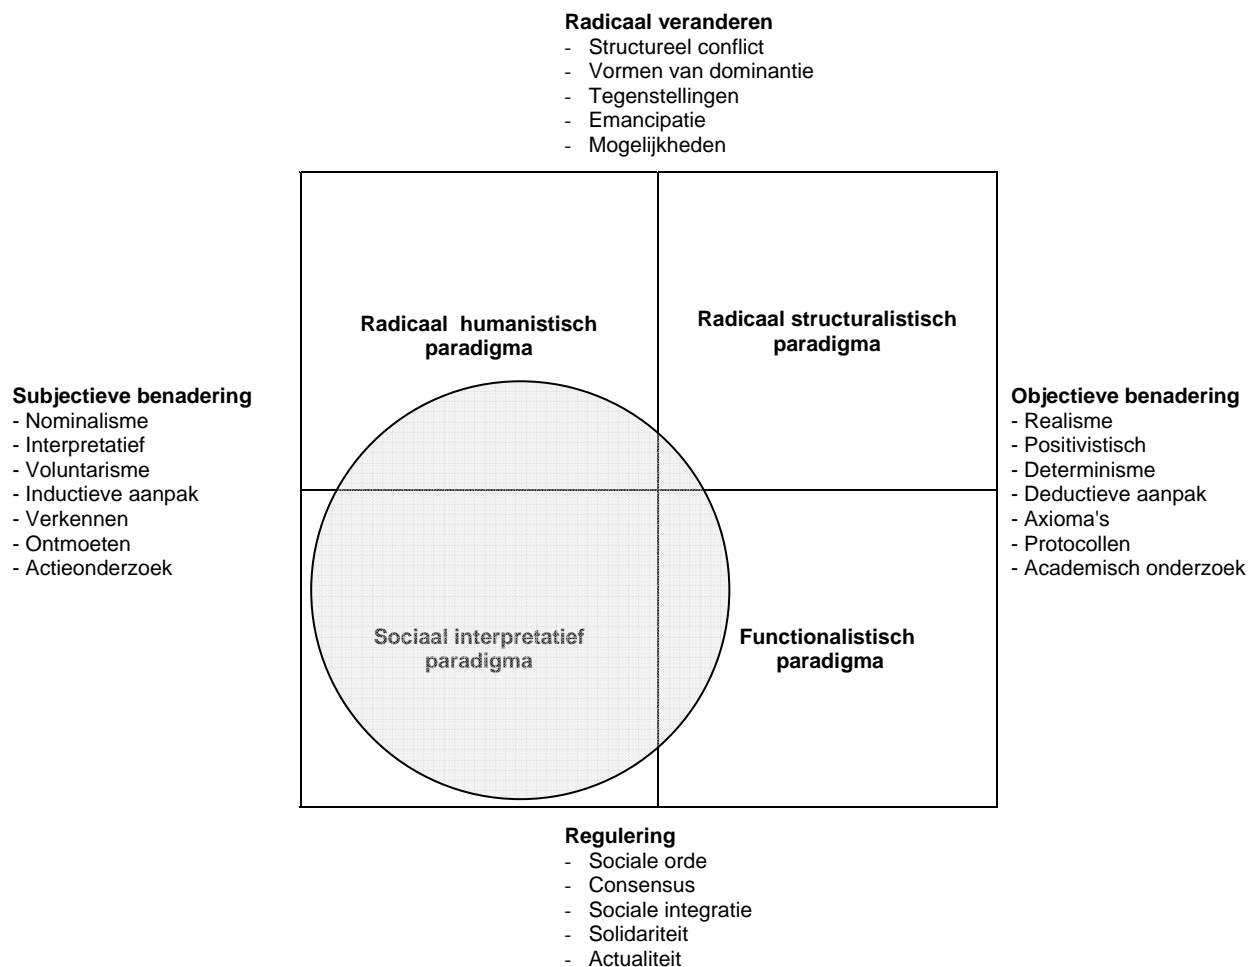 Radicaal veranderen
- Structureel conflict
- Vormen van dominantie
- Tegenstellingen
- Emancipatie
- Mogelijkheden
Radicaal humanistisch
paradigma
Radicaal structuralistisch
paradigma
Subjectieve benadering
- Nominalisme
- Interpretatief
- Voluntarisme
- Inductieve aanpak
- Verkennen
- Ontmoeten
- Actieonderzoek
Objectieve benadering
- Realisme
- Positivistisch
- Determinisme
- Deductieve aanpak
- Axioma's
- Protocollen
- Academisch onderzoek
Sociaal interpretatief
paradigma
Functionalistisch
paradigma
Regulering
- Sociale orde
- Consensus
- Sociale integratie
- Solidariteit
- Actualiteit